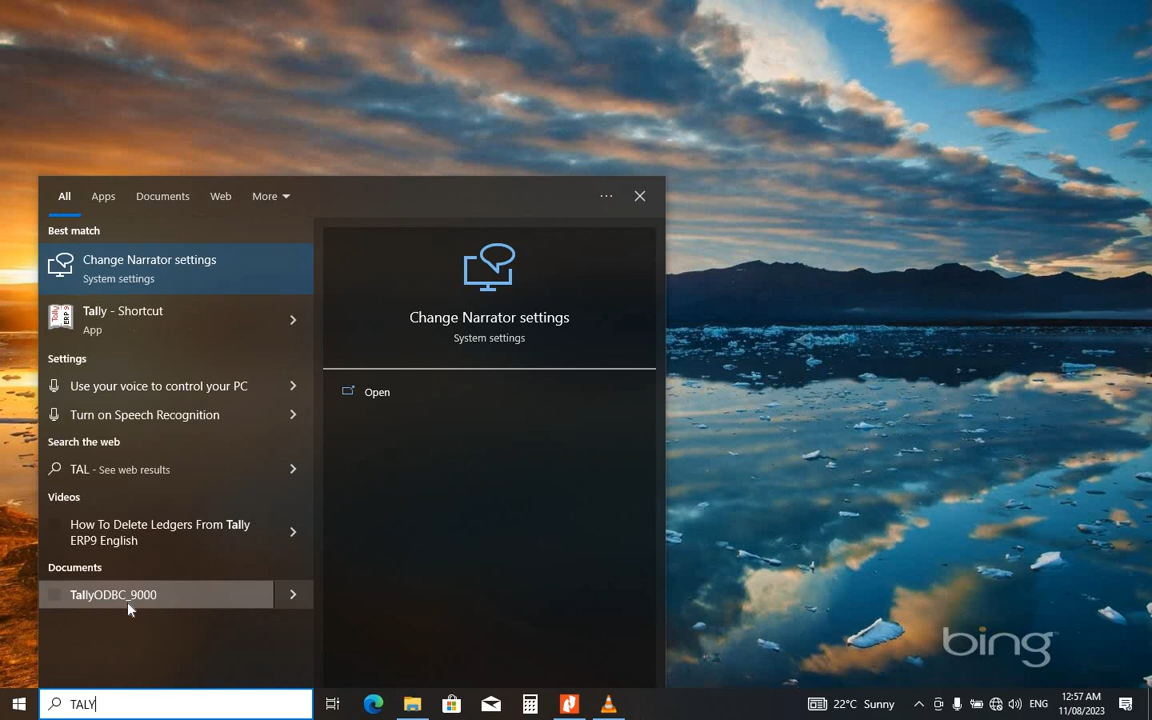 All
Apps
Documents
Web
More
Best match
Change Narrator settings
System settings
Tally - Shortcut
App
Settings
Use your voice to control your PC
Turn on Speech Recognition
Search the web
TAL - See web results
Videos
How To Delete Ledgers From Tally
ERP9 English
Documents
TallyODBC_9000
Change Narrator settings
System settings
Open
bing
TALY
22°C Sunny
ENG
12:57 AM
11/08/2023